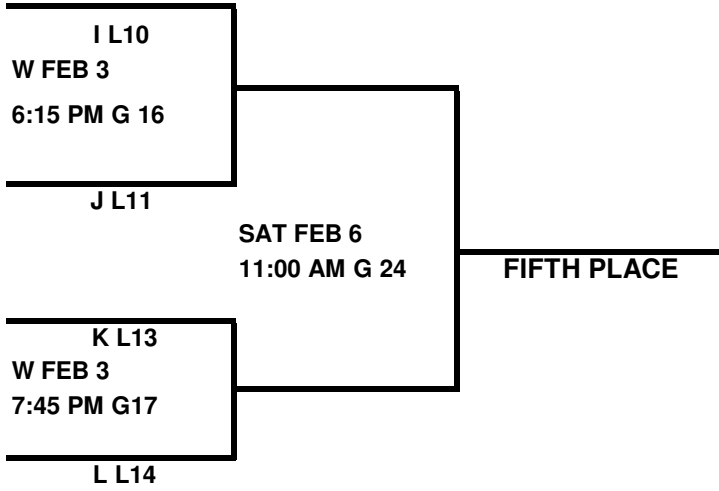 I L10
W FEB 3
6:15 PM G 16
J L11
SAT FEB 6
11:00 AM G 24
FIFTH PLACE
K L13
W FEB 3
7:45 PM G17
L L14